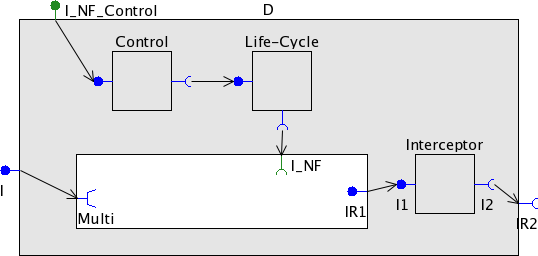 I_NF_Control
D
Control
Life-Cycle
Interceptor
I_NF
I
Multi
IR1
I1
I2
IR2